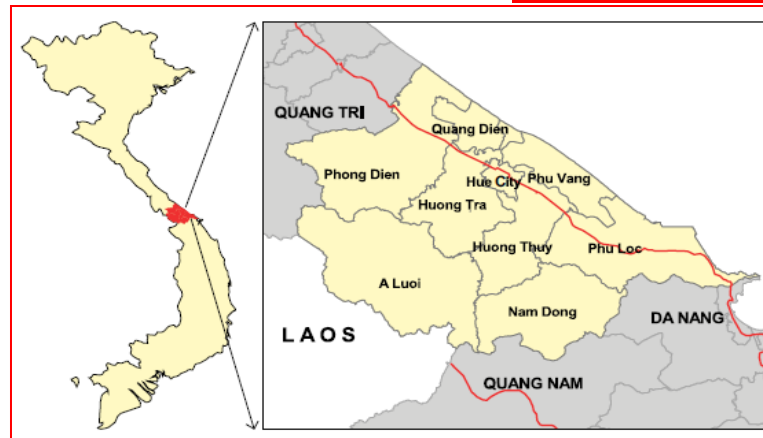 QUANG TRI
Quang Dien
Phong Dien
Hue City
Phu Vang
Huong Tra
Huong Thuy
Phu Loc
A Luoi
Nam Dong
LAOS
DA NANG
QUANG NAM